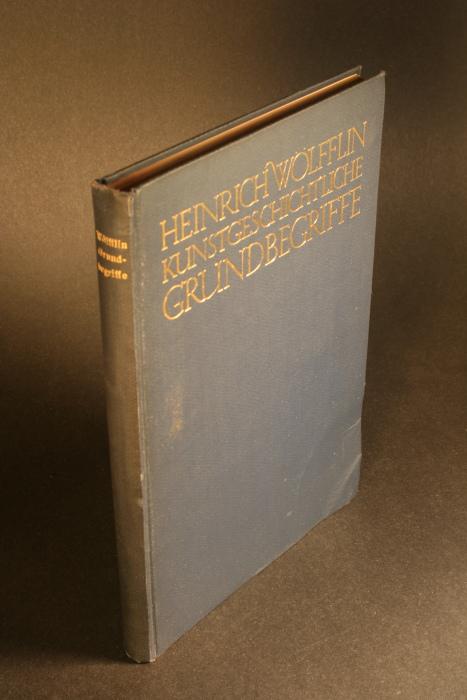 HEINRICH WÖLFFLIN
KUNSTGESCHICHTLICHE
GRUNDBEGRIFFE
Wölfflin
Grund-
begriffe